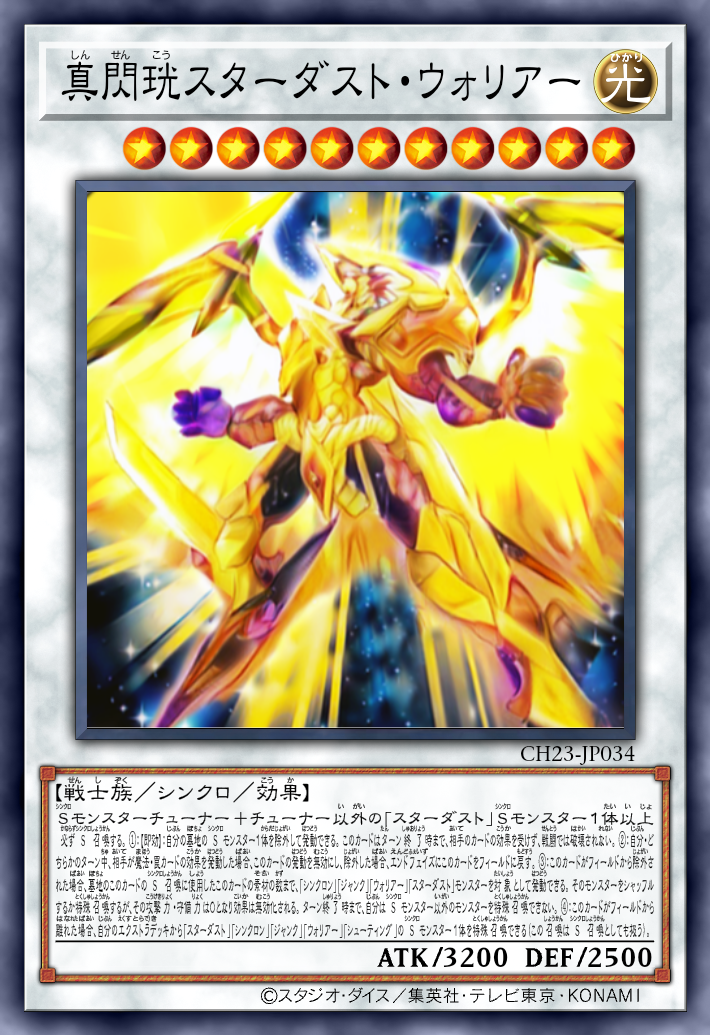 真閃珖スターダスト・ウォリアー
光
CH23-JP034
【戦士族／シンクロ／効果】
Ｓモンスターチューナー＋チューナー以外の「スターダスト」Ｓモンスター１体以上
必ず Ｓ 召喚する。①:【即効】:自分の墓地の Ｓ モンスター1体を除外して発動できる。このカードはターン 終 了 時まで、相手のカードの効果を受けず、戦闘では破壊されない。②:自分・ど
ちらかのターン中、相手が魔法・罠カードの効果を発動した場合、このカードの発動を無効にし、除外した場合、エンドフェイズにこのカードをフィールドに戻す。③:このカードがフィールドから除外さ
れた場合、墓地のこのカードの Ｓ 召喚に使用したこのカードの素材の数まで、「シンクロン」「ジャンク」「ウォリアー」「スターダスト」モンスターを対象として発動できる。そのモンスターをシャッフル
するか特殊 召喚するが、その攻撃 力・守備 力 は0となり効果は無効化される。ターン終 了 時まで、自分は Ｓ モンスター以外のモンスターを特殊 召喚できない。④:このカードがフィールドから
離れた場合、自分のエクストラデッキから「スターダスト」「シンクロン」「ジャンク」「ウォリアー」「シューティング」の Ｓ モンスター1体を特殊 召喚できる(この 召喚は Ｓ 召喚としても扱う)。
ATK/3200 DEF/2500
©スタジオ・ダイス／集英社・テレビ東京・KONAMI